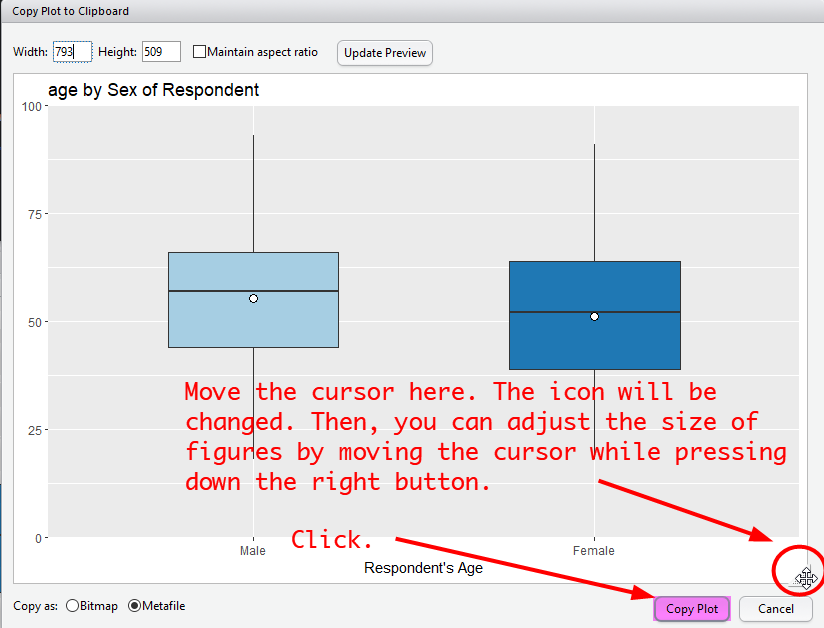 Copy Plot to Clipboard
Width: 793 Height: 509 Maintain aspect ratio Update Preview
age by Sex of Respondent
100
75
50
25
0
Move the cursor here. The icon will be
changed. Then, you can adjust the size of
figures by moving the cursor while pressing
down the right button.
Click.
Male Female
Respondent's Age
Copy as: Bitmap Metafile Copy Plot Cancel